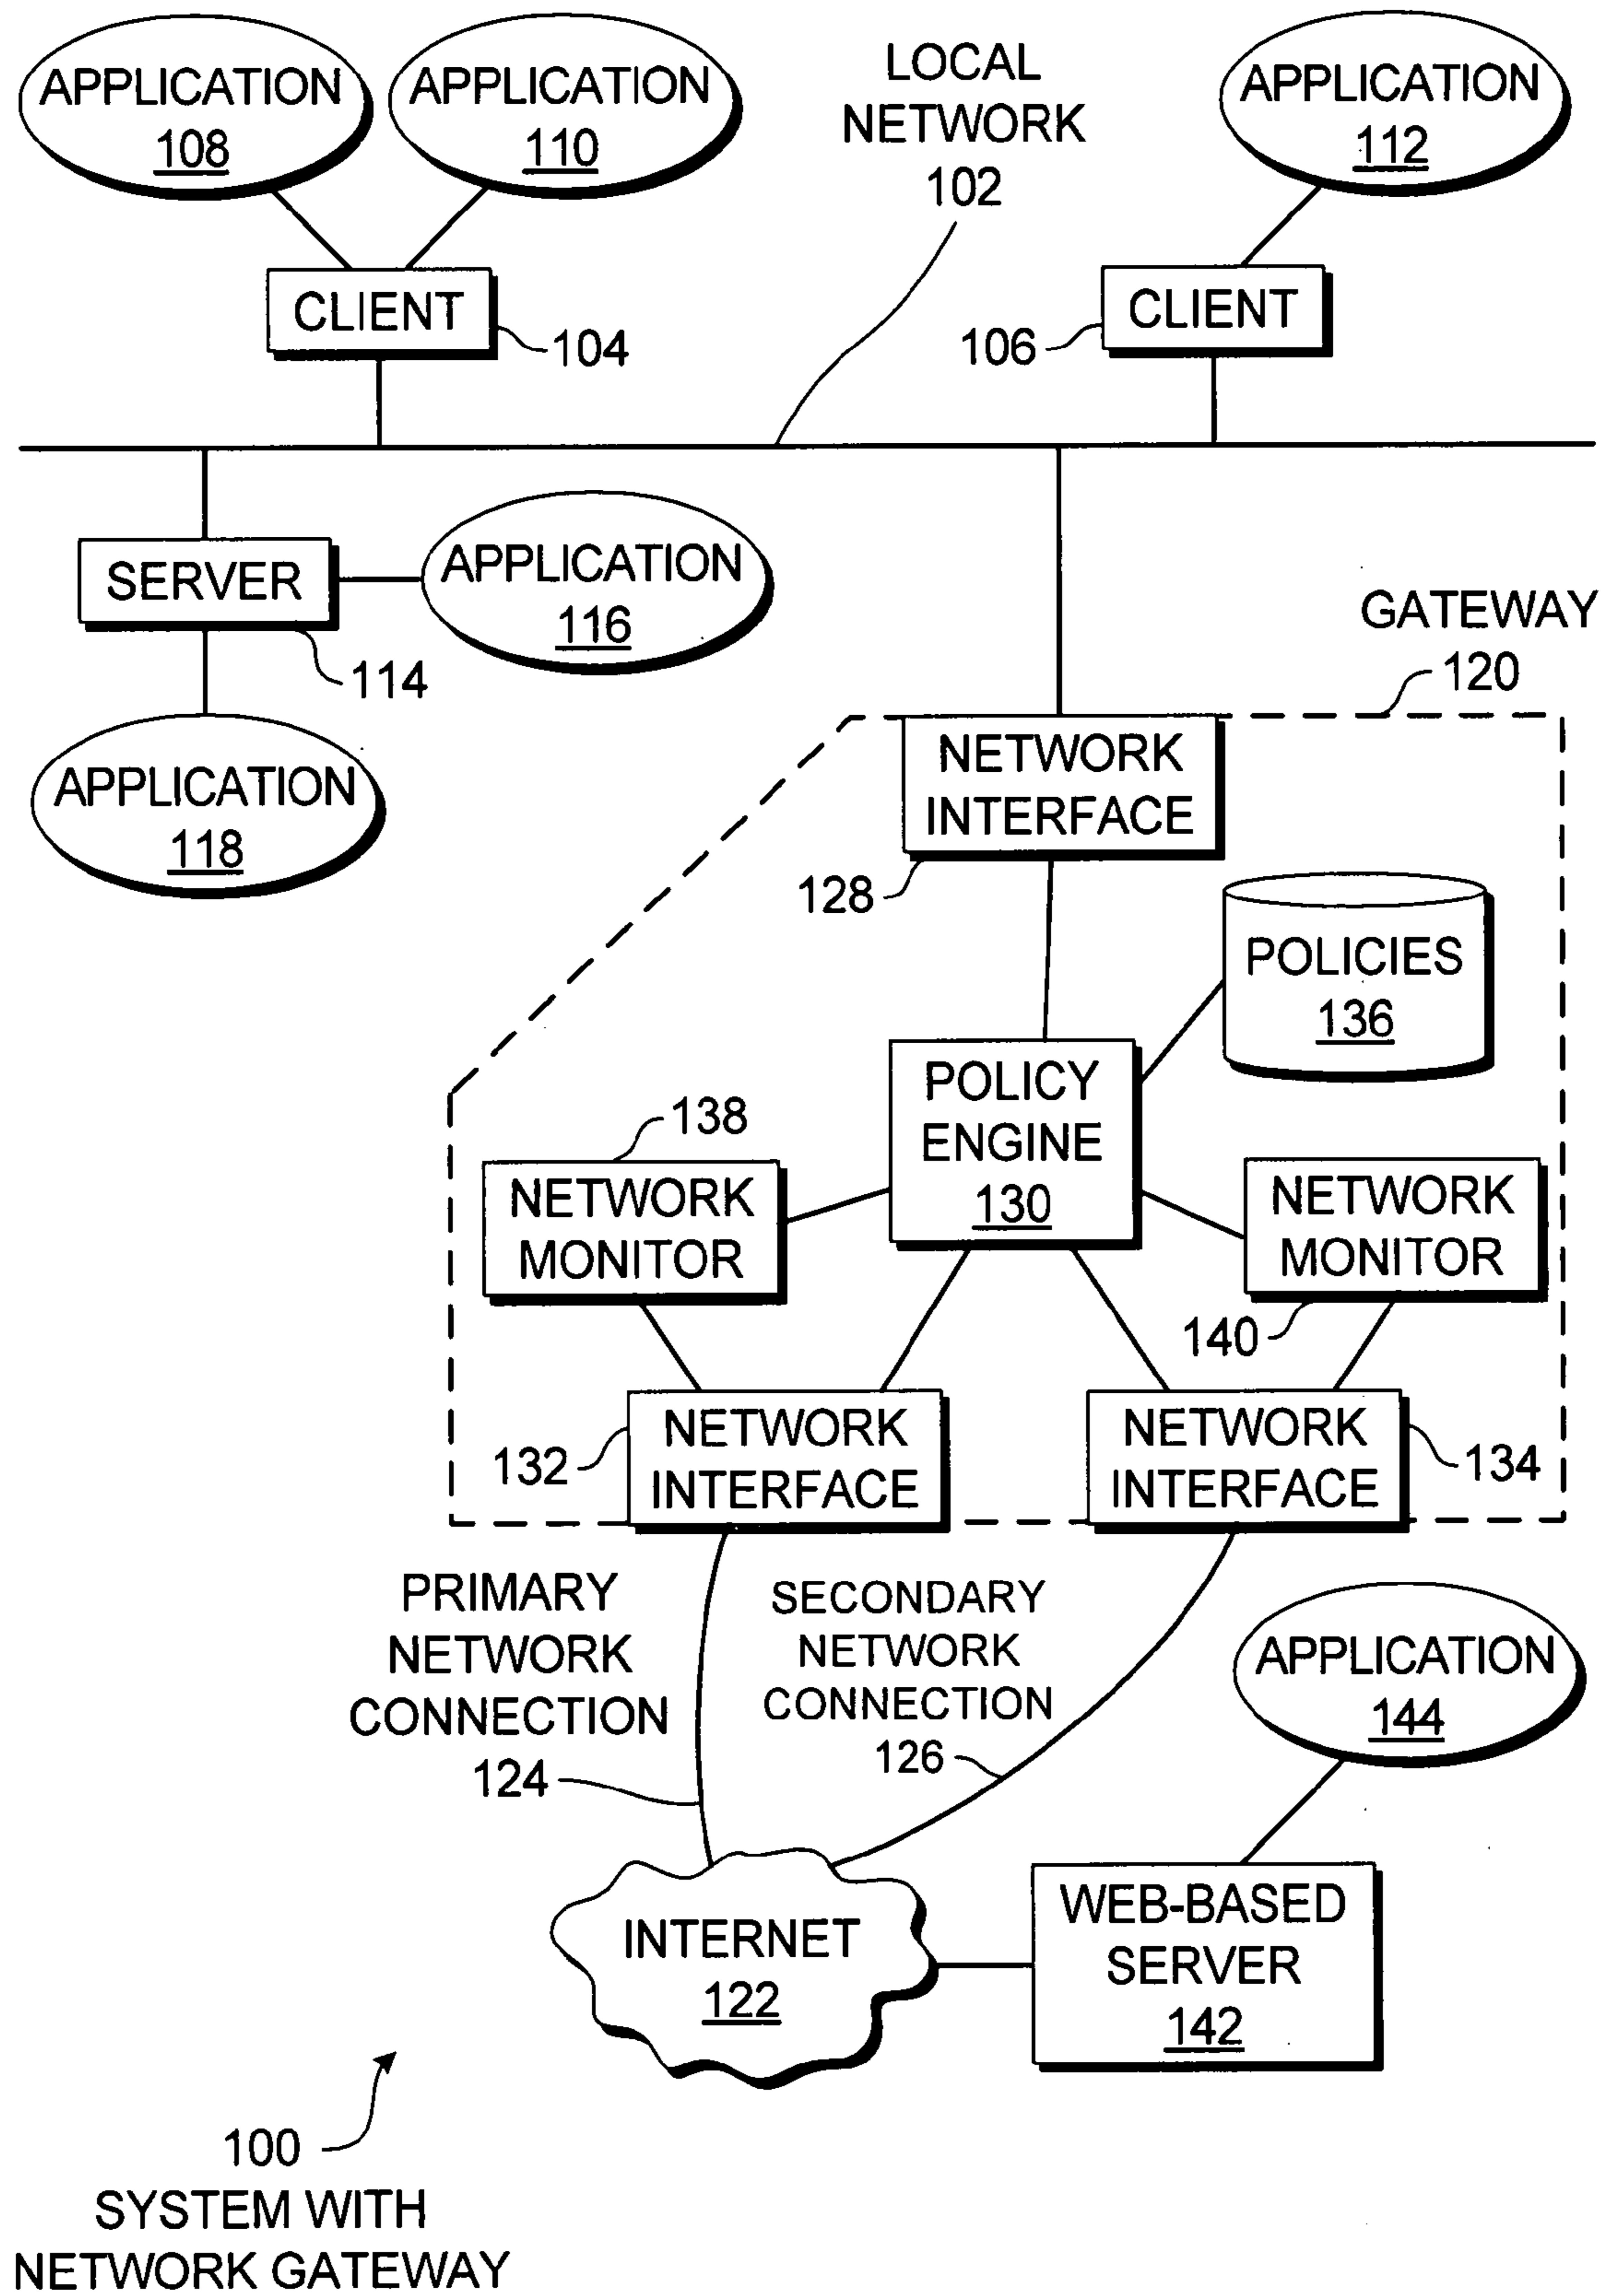 APPLICATION
108
APPLICATION
110
LOCAL
NETWORK
102
APPLICATION
112
CLIENT
104
CLIENT
106
SERVER
114
APPLICATION
116
APPLICATION
118
GATEWAY
120
NETWORK
INTERFACE
128
POLICIES
136
POLICY
ENGINE
130
138
NETWORK
MONITOR
NETWORK
MONITOR
140
132
NETWORK
INTERFACE
NETWORK
INTERFACE
134
PRIMARY
NETWORK
CONNECTION
124
SECONDARY
NETWORK
CONNECTION
126
APPLICATION
144
INTERNET
122
WEB-BASED
SERVER
142
100
SYSTEM WITH
NETWORK GATEWAY